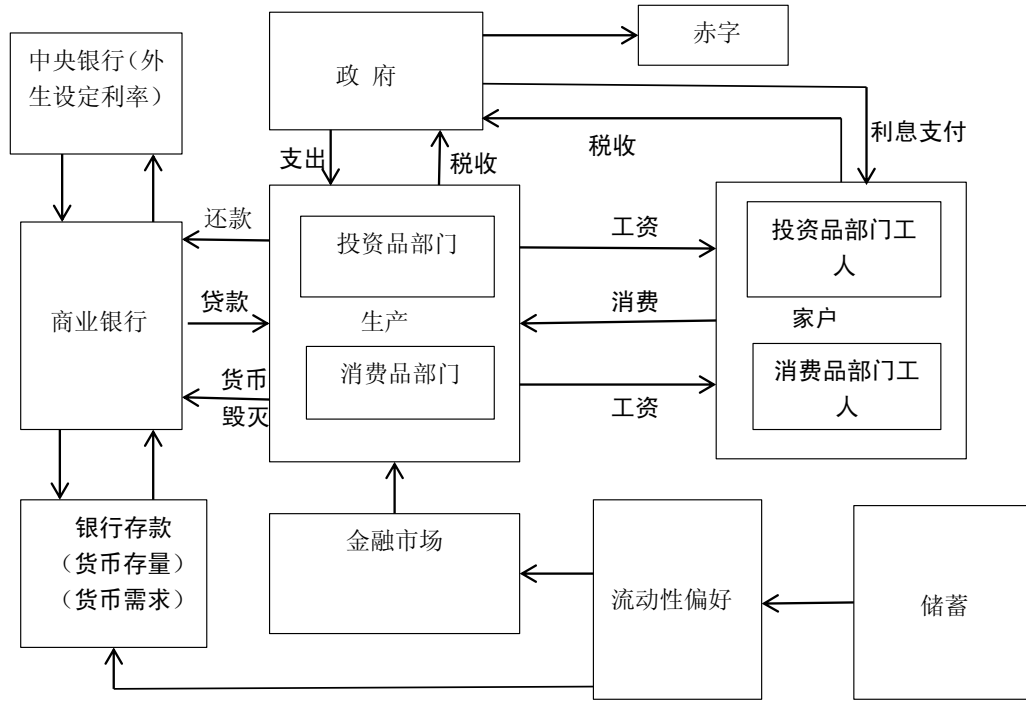 赤字
中央银行（外
生设定利率）
政 府
利息支付
税收
支出
税收
还款
投资品部门
工资
投资品部门工
人
贷款
商业银行
生产
消费
家户
货币
毁灭
消费品部门
工资
消费品部门工
人
银行存款
（货币存量）
（货币需求）
金融市场
流动性偏好
储蓄